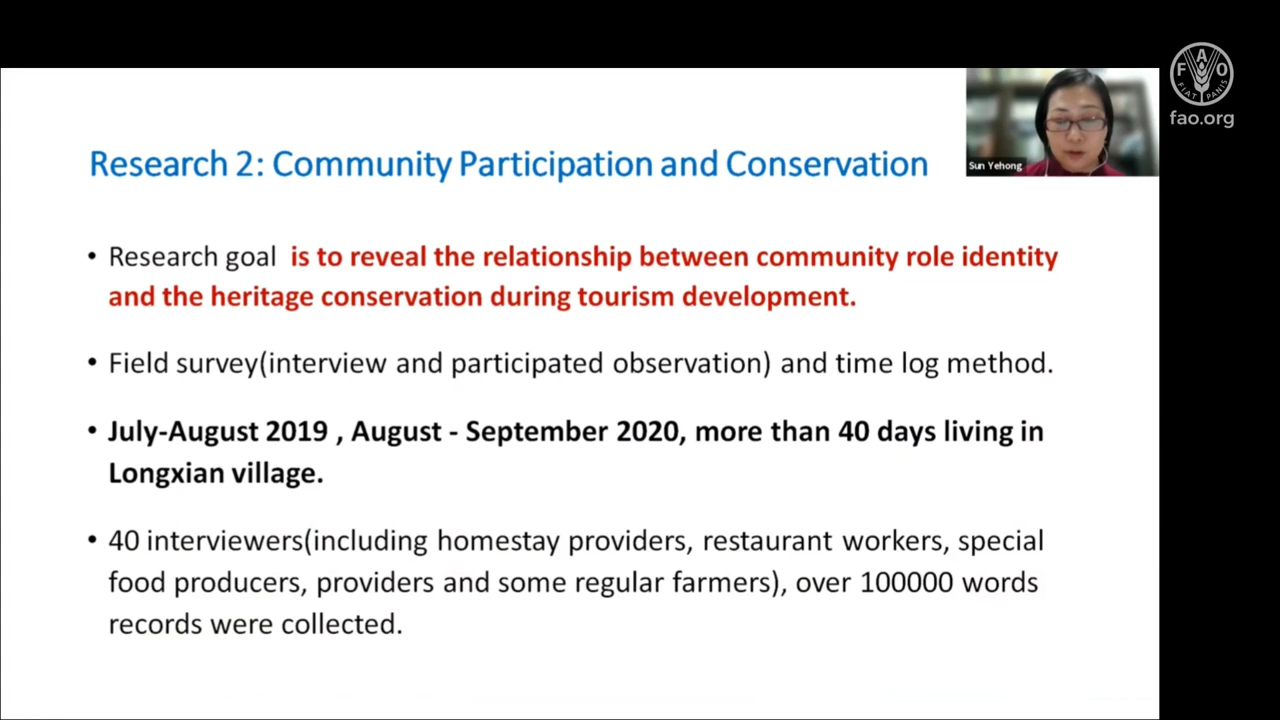 F A O
FIAT PANIS
fao.org
Sun Yehong
Research 2: Community Participation and Conservation
• Research goal is to reveal the relationship between community role identity
and the heritage conservation during tourism development.
• Field survey(interview and participated observation) and time log method.
• July-August 2019 , August - September 2020, more than 40 days living in
Longxian village.
• 40 interviewers(including homestay providers, restaurant workers, special
food producers, providers and some regular farmers), over 100000 words
records were collected.